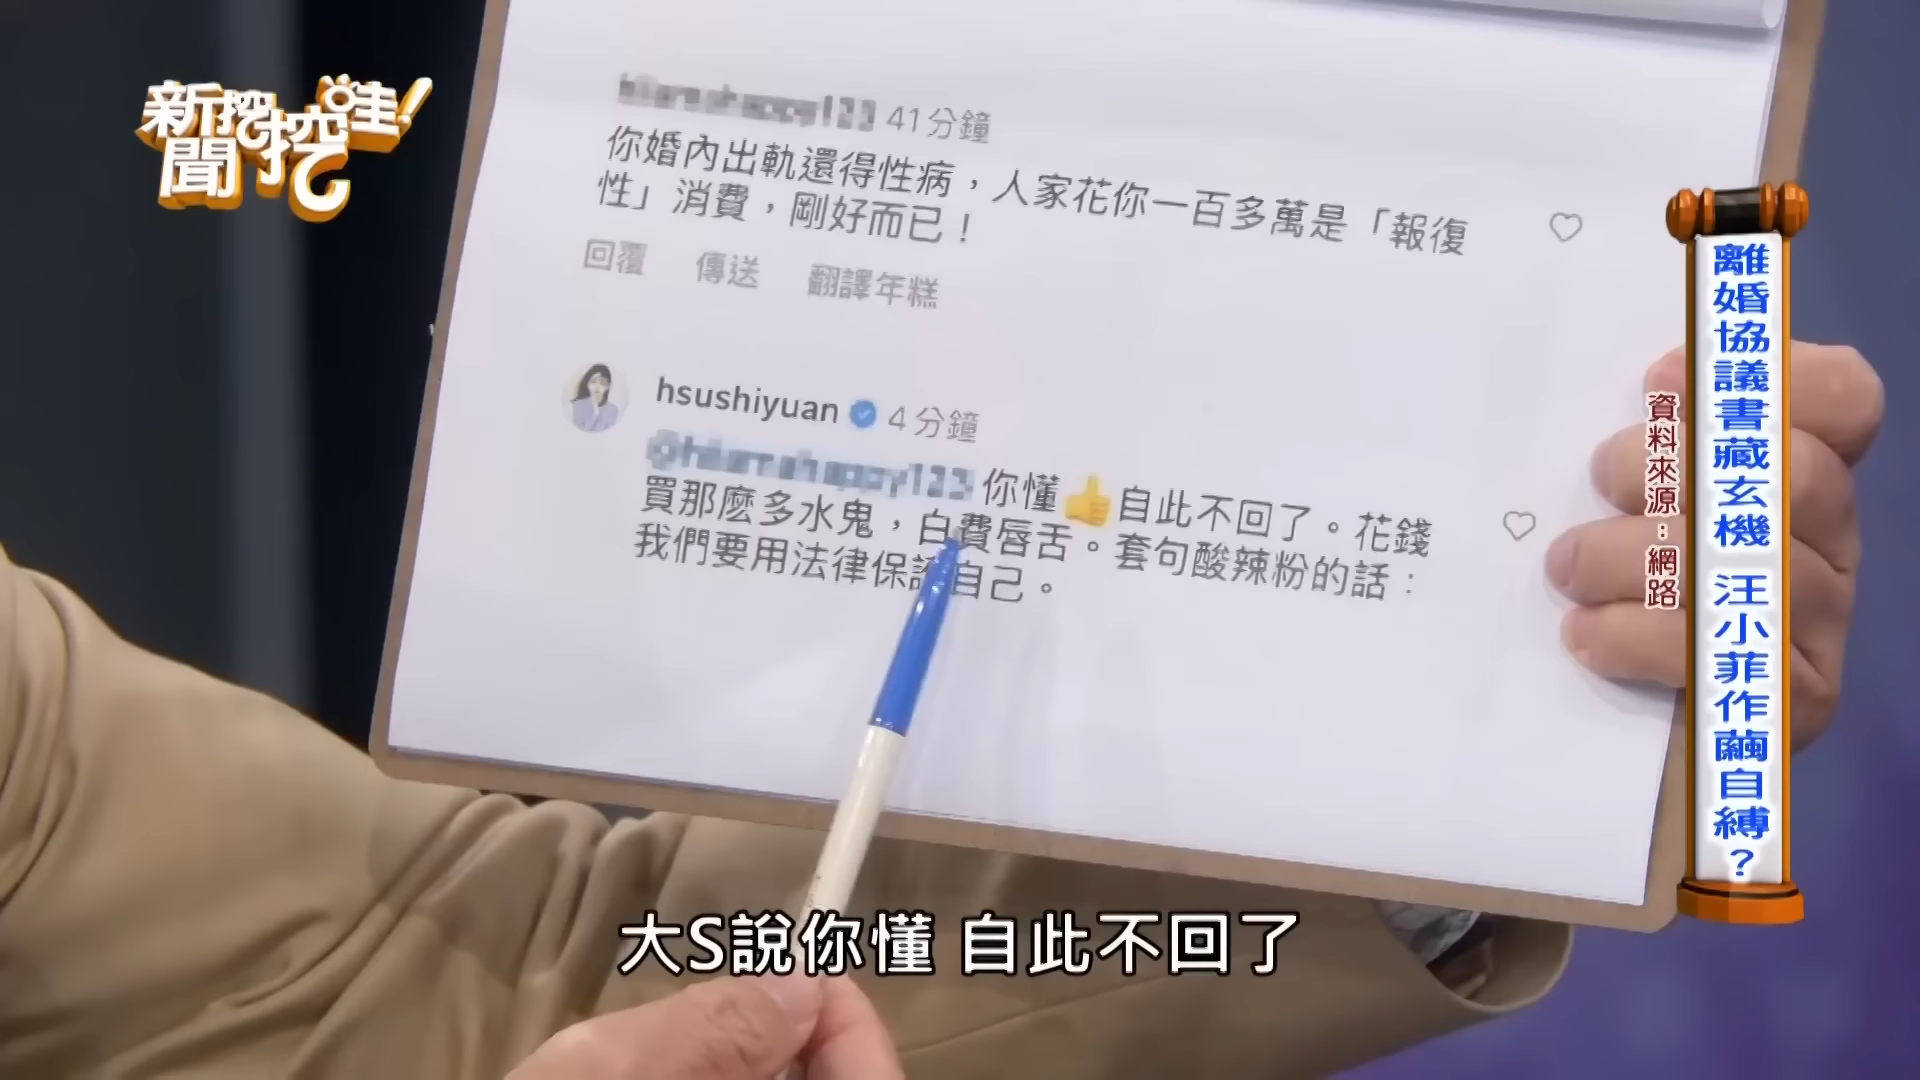 新聞挖挖哇!
41分鐘
你婚內出軌還得性病，人家花你一百多萬是「報復
性」消費，剛好而已！
回覆 傳送 翻譯年糕
hsushiyuan 4分鐘
你懂👍自此不回了。花錢
買那麼多水鬼，白費唇舌。套句酸辣粉的話：
我們要用法律保護自己。
離婚協議書藏玄機 汪小菲作繭自縛?
資料來源：網路
大S說你懂 自此不回了